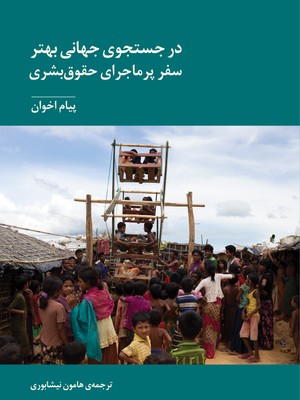 در جستجوی جهانی بهتر
سفر پرماجرای حقوق‌بشری
پیام اخوان
ترجمه‌ی هامون نیشابوری